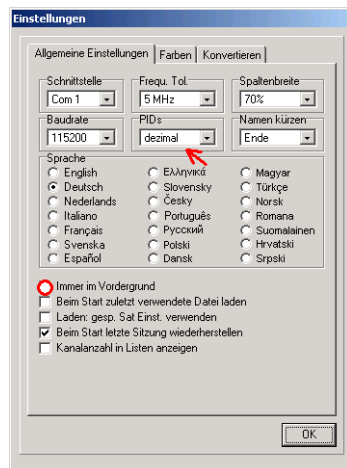 Einstellungen
Allgemeine Einstellungen Farben Konvertieren
Schnittstelle Frequ. Tol. Spaltenbreite
Com 1 5 MHz 70%
Baudrate PIDs Namen kürzen
115200 dezimal Ende
Sprache
English Ελληνικά Magyar
Deutsch Slovensky Türkçe
Nederlands Česky Norsk
Italiano Português Romana
Français Русский Suomalainen
Svenska Polski Hrvatski
Español Dansk Srpski
Immer im Vordergrund
Beim Start zuletzt verwendete Datei laden
Laden: gesp. Sat Einst. verwenden
Beim Start letzte Sitzung wiederherstellen
Kanalanzahl in Listen anzeigen
OK